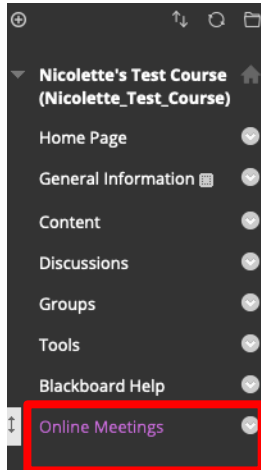 Nicolette's Test Course
(Nicolette_Test_Course)
Home Page
General Information
Content
Discussions
Groups
Tools
Blackboard Help
Online Meetings